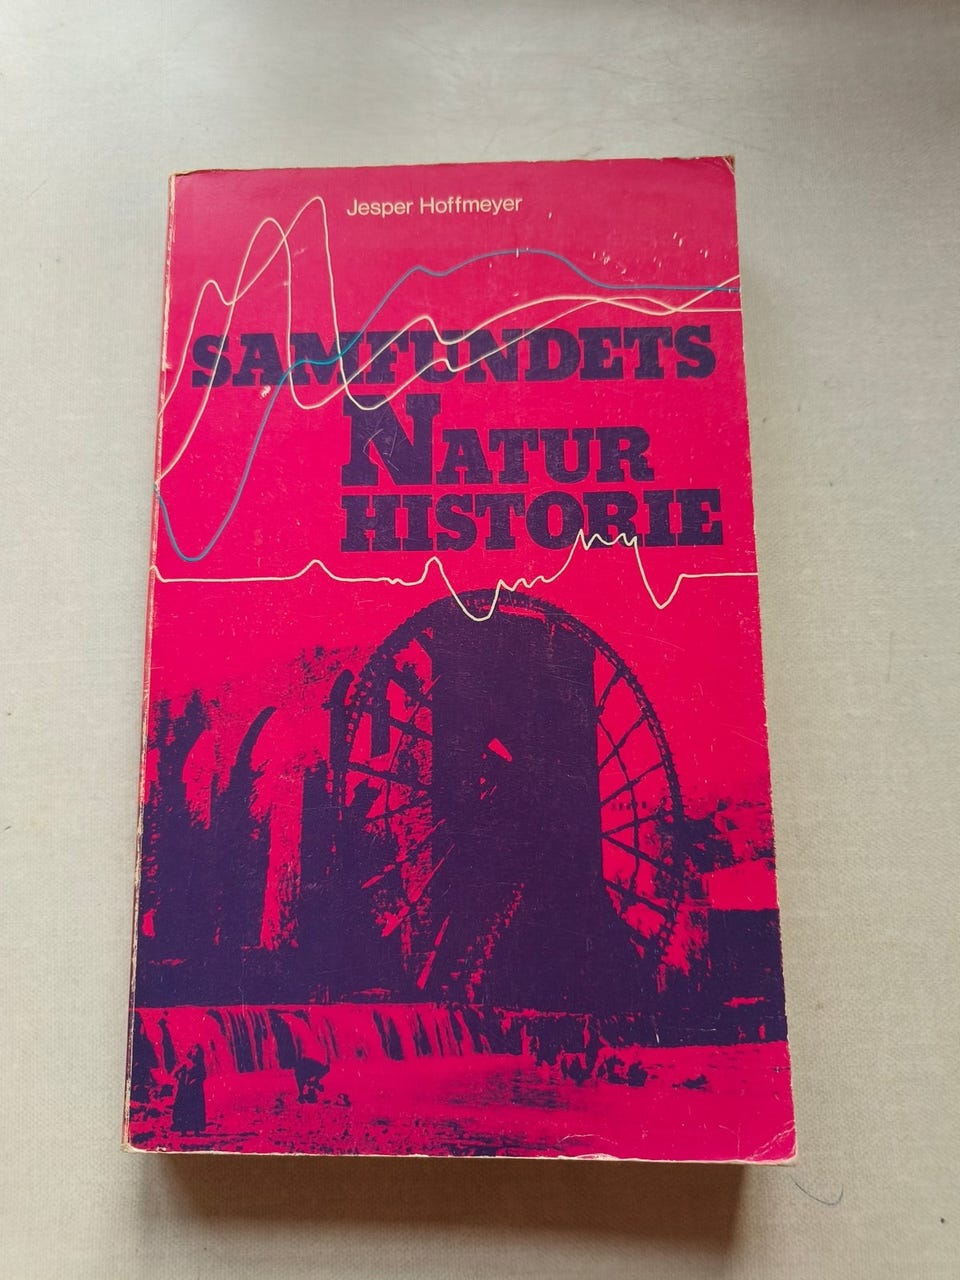 Jesper Hoffmeyer
SAMFUNDETS
NATUR
HISTORIE